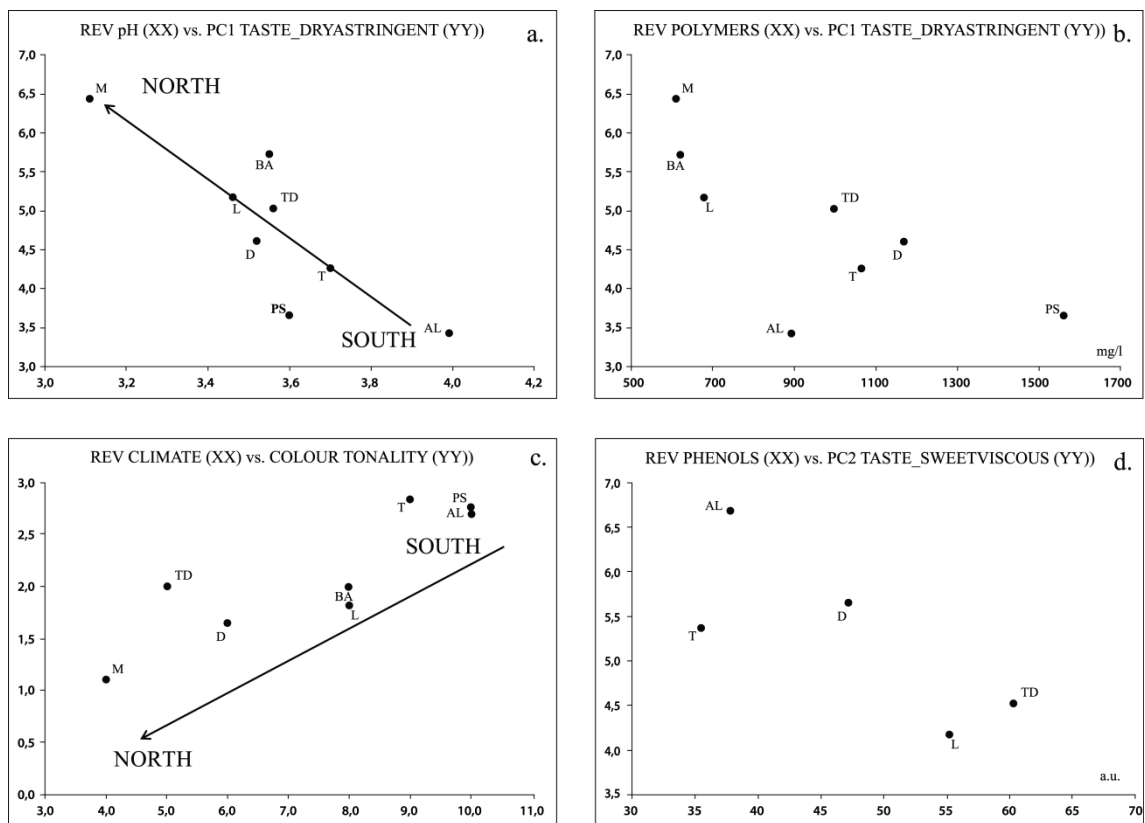 REV pH (XX) vs. PC1 TASTE_DRYASTRINGENT (YY))
a.
7,0
6,5
6,0
5,5
5,0
4,5
4,0
3,5
3,0
M
NORTH
BA
TD
L
D
T
PS
SOUTH
AL
3,0 3,2 3,4 3,6 3,8 4,0 4,2
REV POLYMERS (XX) vs. PC1 TASTE_DRYASTRINGENT (YY))
b.
7,0
6,5
6,0
5,5
5,0
4,5
4,0
3,5
3,0
M
BA
L
TD
D
T
PS
AL
mg/l
500 700 900 1100 1300 1500 1700
REV CLIMATE (XX) vs. COLOUR TONALITY (YY))
c.
3,0
2,5
2,0
1,5
1,0
0,5
0,0
PS
T
AL
SOUTH
TD
BA
L
D
M
NORTH
3,0 4,0 5,0 6,0 7,0 8,0 9,0 10,0 11,0
REV PHENOLS (XX) vs. PC2 TASTE_SWEETVISCOUS (YY))
d.
7,0
6,5
6,0
5,5
5,0
4,5
4,0
3,5
AL
D
T
TD
L
a.u.
30 35 40 45 50 55 60 65 70